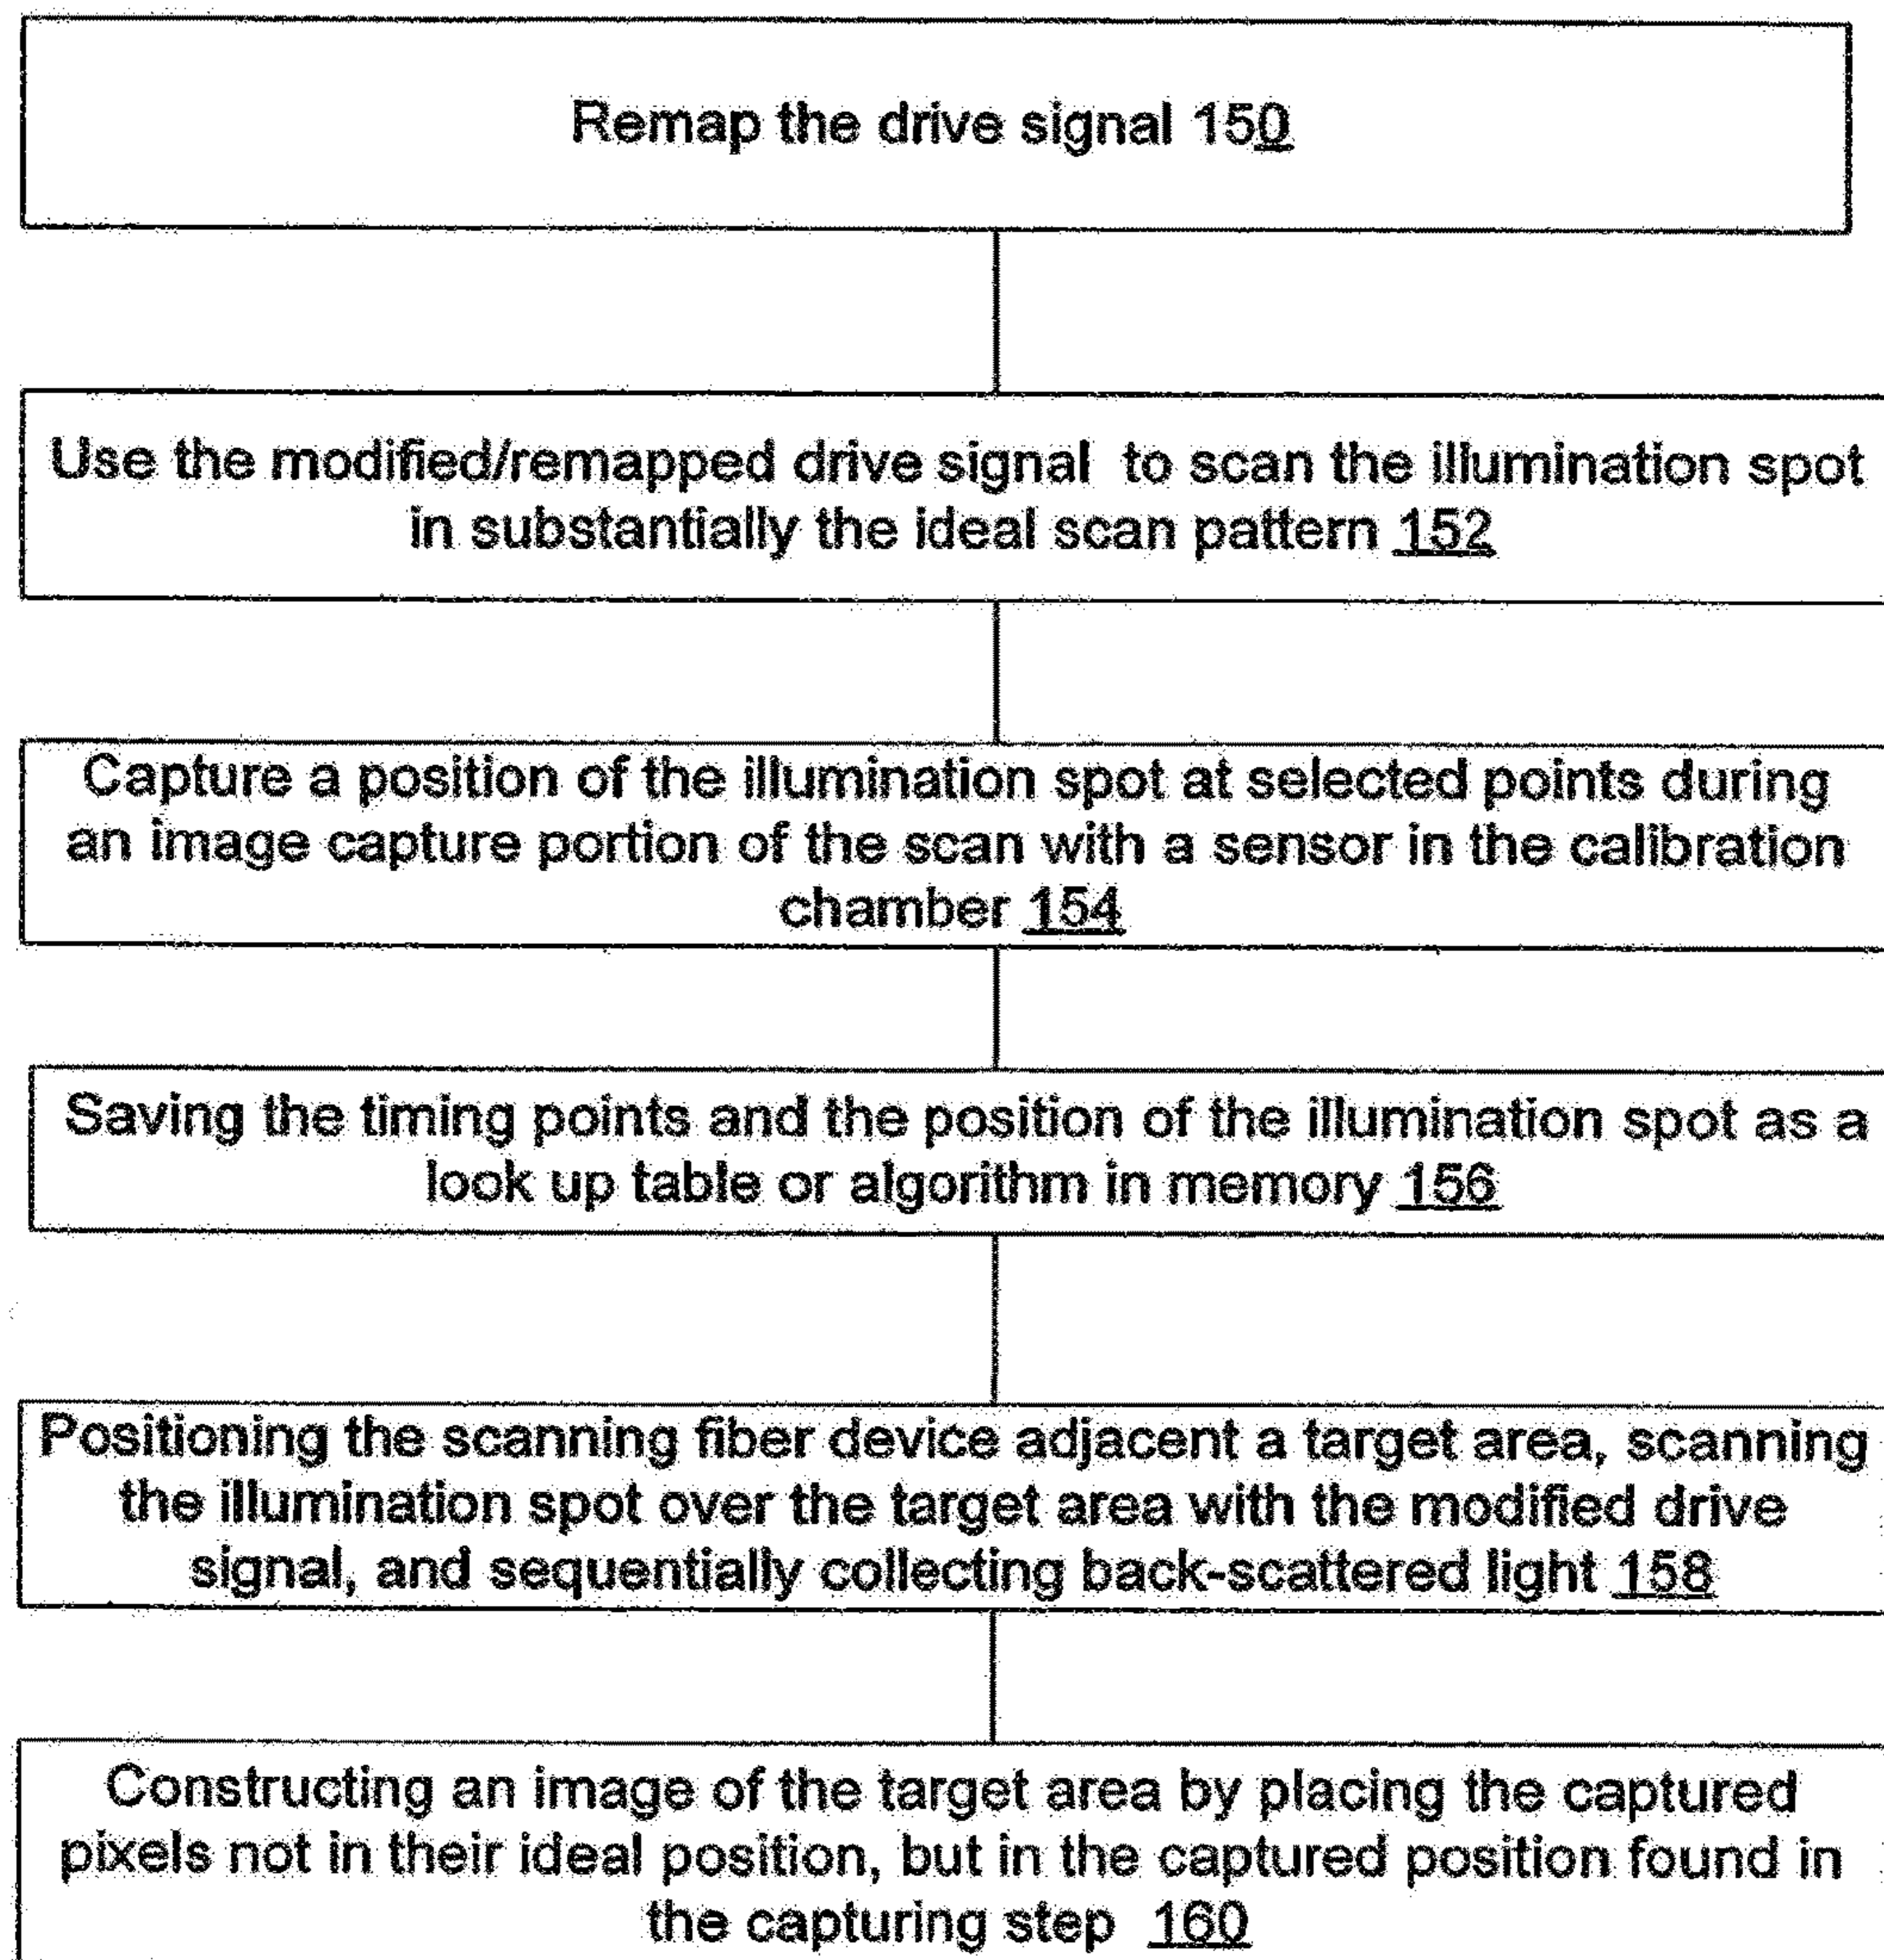 Remap the drive signal 150
Use the modified/remapped drive signal to scan the illumination spot
in substantially the ideal scan pattern 152
Capture a position of the illumination spot at selected points during
an image capture portion of the scan with a sensor in the calibration
chamber 154
Saving the timing points and the position of the illumination spot as a
look up table or algorithm in memory 156
Positioning the scanning fiber device adjacent a target area, scanning
the illumination spot over the target area with the modified drive
signal, and sequentially collecting back-scattered light 158
Constructing an image of the target area by placing the captured
pixels not in their ideal position, but in the captured position found in
the capturing step 160